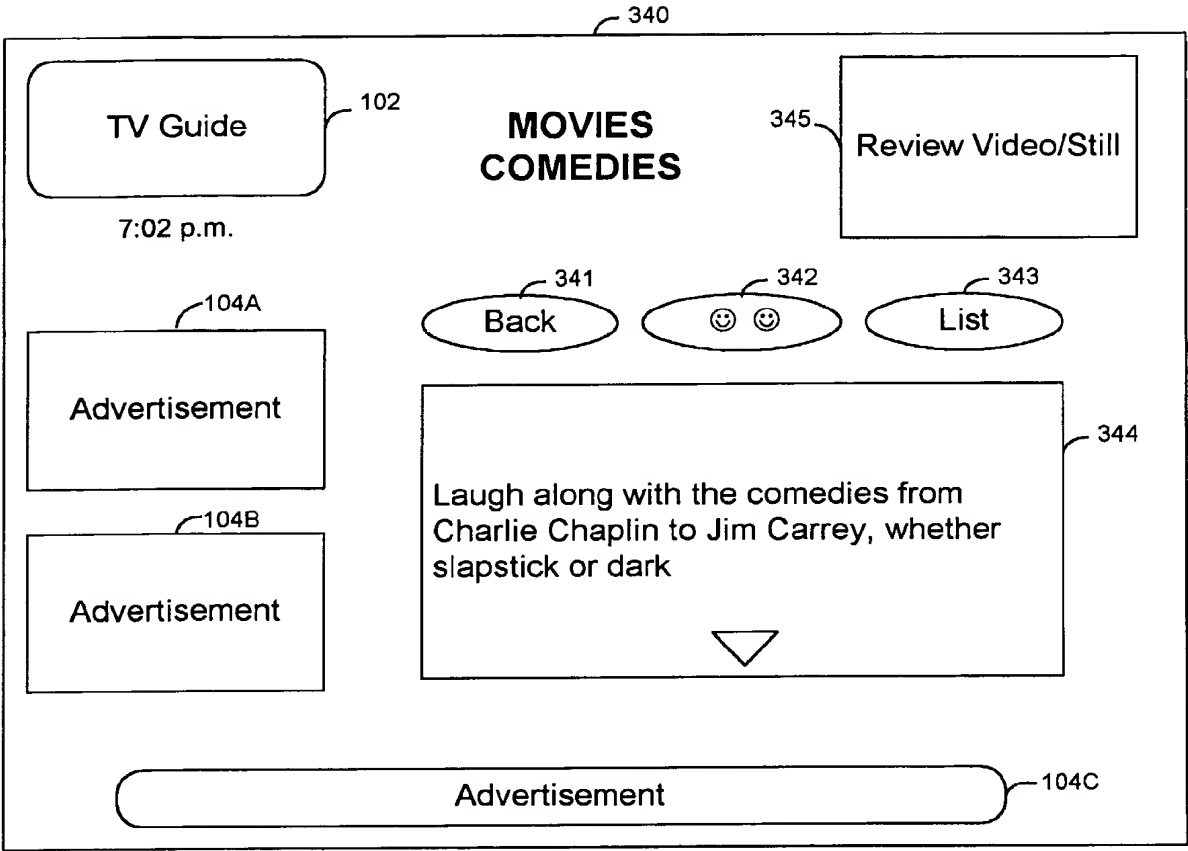 340
TV Guide
102
MOVIES
COMEDIES
345
Review Video/Still
7:02 p.m.
341
342
343
Back
☺ ☺
List
104A
Advertisement
344
Laugh along with the comedies from
Charlie Chaplin to Jim Carrey, whether
slapstick or dark
104B
Advertisement
Advertisement
104C